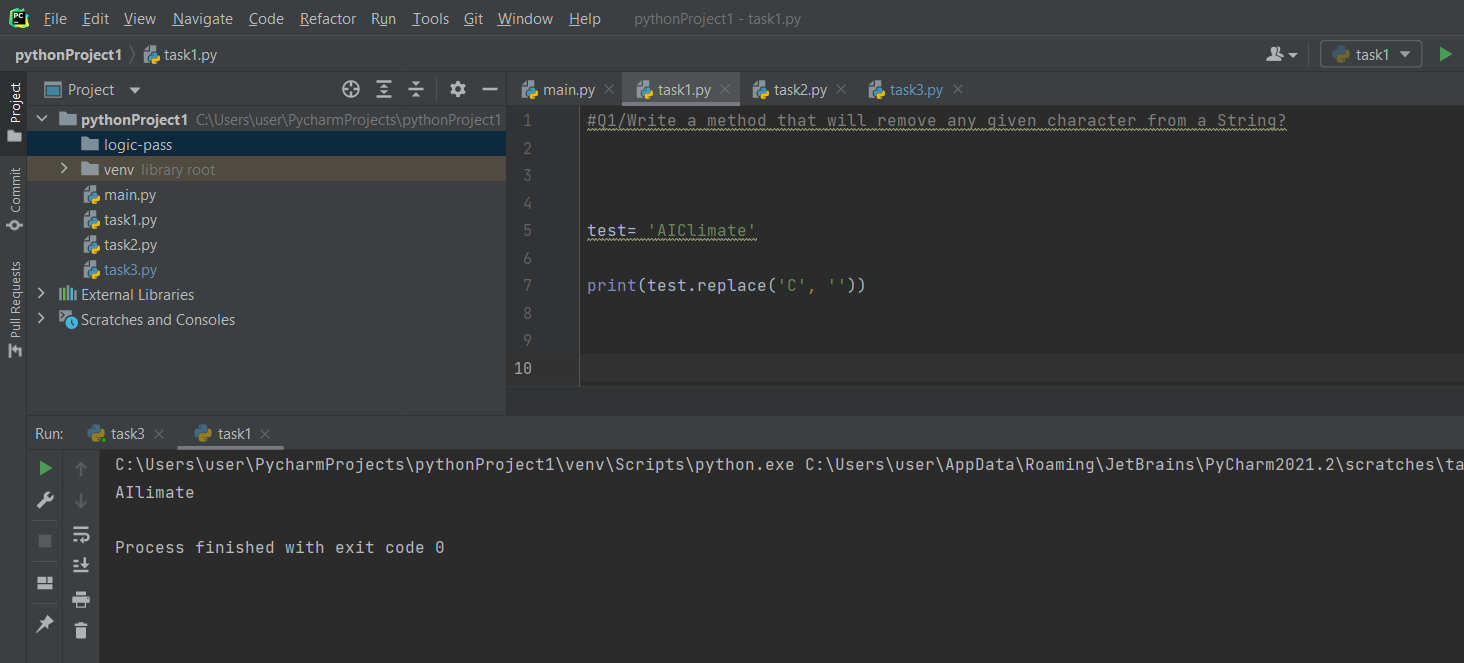 PC File Edit View Navigate Code Refactor Run Tools Git Window Help pythonProject1 - task1.py
pythonProject1 task1.py task1
Project
Commit
Pull Requests
Project
pythonProject1 C:\Users\user\PycharmProjects\pythonProject1
logic-pass
venv library root
main.py
task1.py
task2.py
task3.py
External Libraries
Scratches and Consoles
main.py task1.py task2.py task3.py
1 #Q1/Write a method that will remove any given character from a String?
2
3
4
5 test= 'AIClimate'
6
7 print(test.replace('C', ''))
8
9
10
Run: task3 task1
C:\Users\user\PycharmProjects\pythonProject1\venv\Scripts\python.exe C:\Users\user\AppData\Roaming\JetBrains\PyCharm2021.2\scratches\ta
AIlimate
Process finished with exit code 0